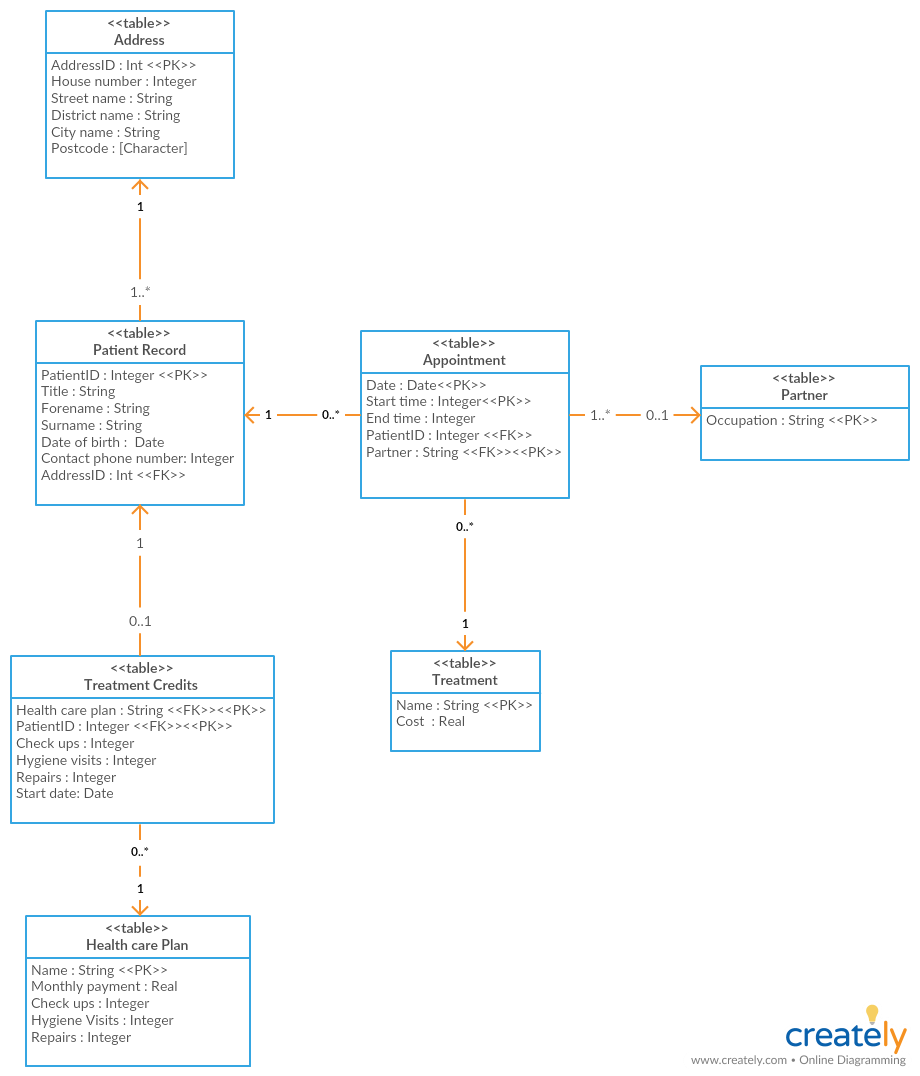 <<table>>
Address
AddressID : Int <<PK>>
House number : Integer
Street name : String
District name : String
City name : String
Postcode : [Character]
1
1..*
<<table>>
Patient Record
PatientID : Integer <<PK>>
Title : String
Forename : String
Surname : String
Date of birth :  Date
Contact phone number: Integer
AddressID : Int <<FK>>
1
0..*
<<table>>
Appointment
Date : Date<<PK>>
Start time : Integer<<PK>>
End time : Integer
PatientID : Integer <<FK>>
Partner : String <<FK>><<PK>>
1..*
0..1
<<table>>
Partner
Occupation : String <<PK>>
0..*
1
<<table>>
Treatment
Name : String <<PK>>
Cost  : Real
1
0..1
<<table>>
Treatment Credits
Health care plan : String <<FK>><<PK>>
PatientID : Integer <<FK>><<PK>>
Check ups : Integer
Hygiene visits : Integer
Repairs : Integer
Start date: Date
0..*
1
<<table>>
Health care Plan
Name : String <<PK>>
Monthly payment : Real
Check ups : Integer
Hygiene Visits : Integer
Repairs : Integer
creately
www.creately.com • Online Diagramming